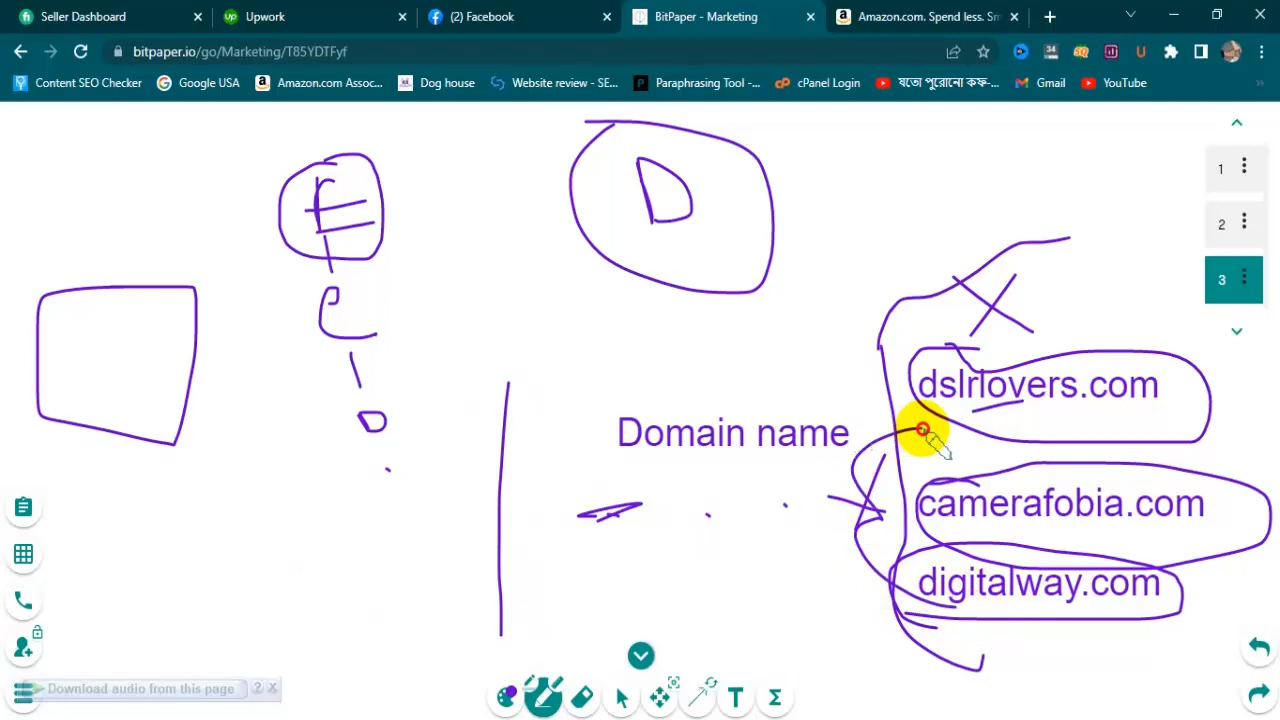 Seller Dashboard
Upwork
(2) Facebook
BitPaper - Marketing
Amazon.com. Spend less. Sm
bitpaper.io/go/Marketing/T85YDTFyf
34
Content SEO Checker
Google USA
Amazon.com Assoc...
Dog house
Website review - SE...
Paraphrasing Tool -...
cPanel Login
যতো পুরোনো কফ-...
Gmail
YouTube
D
1
2
3
dslrlovers.com
Domain name
camerafobia.com
digitalway.com
Download audio from this page
?